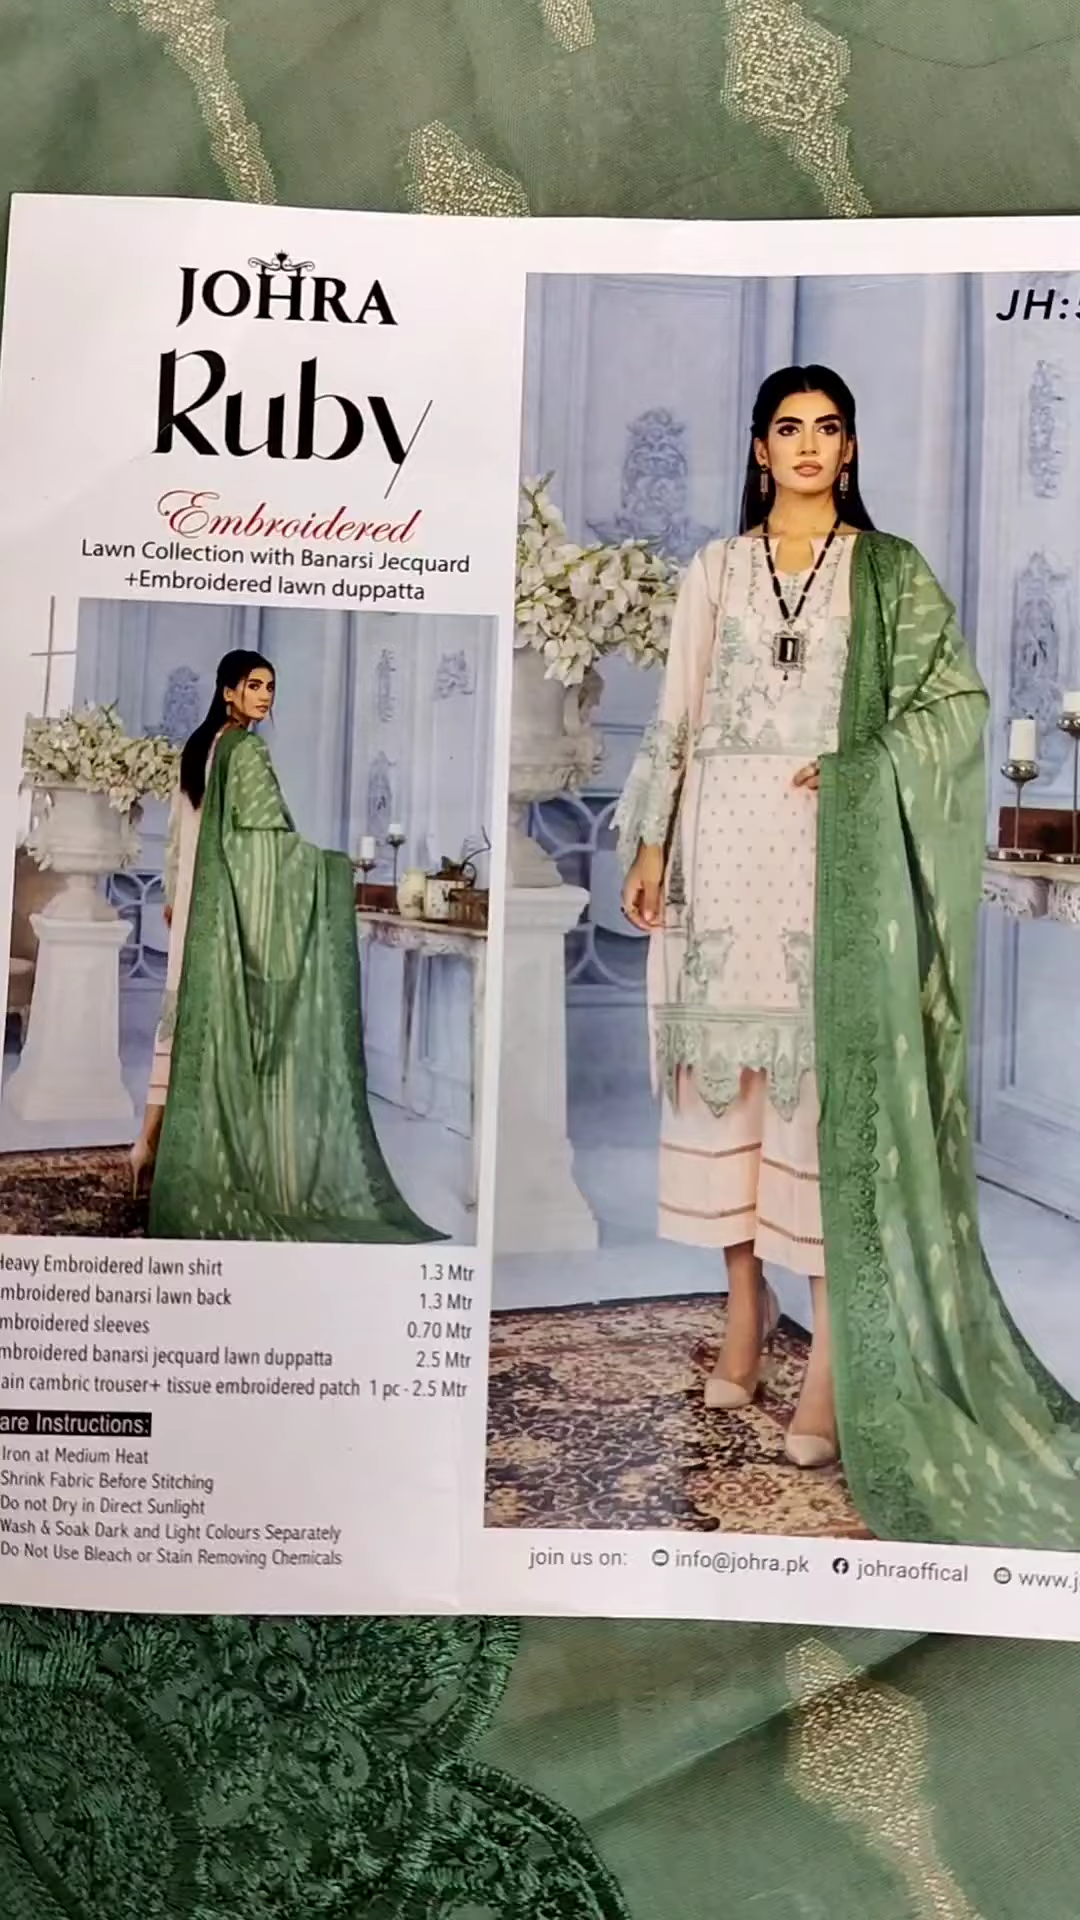 JOHRA
Ruby
Embroidered
Lawn Collection with Banarsi Jecquard
+Embroidered lawn duppatta
JH:
eavy Embroidered lawn shirt 1.3 Mtr
mbroidered banarsi lawn back 1.3 Mtr
mbroidered sleeves 0.70 Mtr
mbroidered banarsi jecquard lawn duppatta 2.5 Mtr
ain cambric trouser+ tissue embroidered patch 1 pc - 2.5 Mtr
are Instructions:
Iron at Medium Heat
Shrink Fabric Before Stitching
Do not Dry in Direct Sunlight
Wash & Soak Dark and Light Colours Separately
Do Not Use Bleach or Stain Removing Chemicals
join us on: info@johra.pk johraoffical www.j